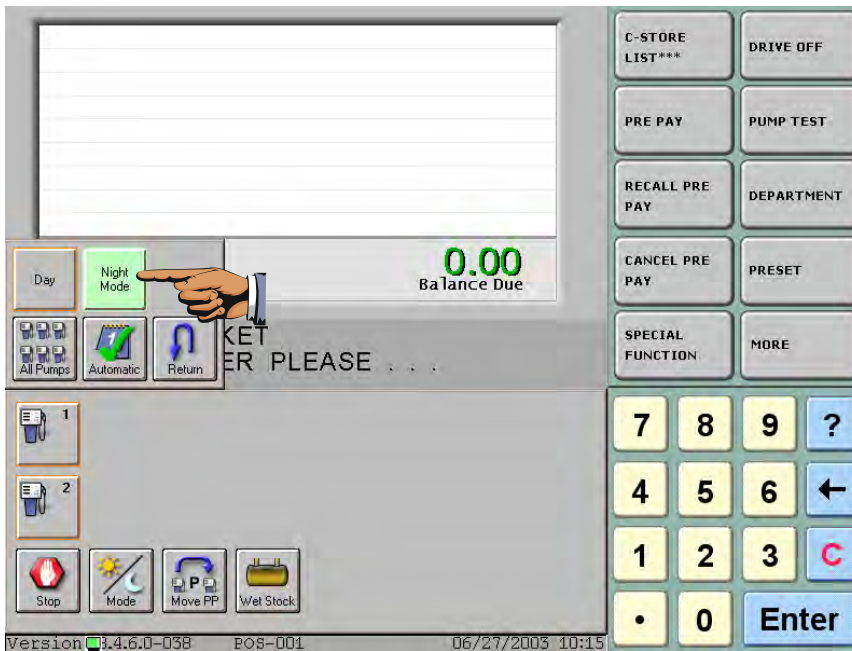 C-STORE
LIST***
DRIVE OFF
PRE PAY
PUMP TEST
RECALL PRE
PAY
DEPARTMENT
CANCEL PRE
PAY
PRESET
SPECIAL
FUNCTION
MORE
Day
Night
Mode
0.00
Balance Due
All Pumps
Automatic
Return
KET
ER PLEASE . . .
1
2
Stop
Mode
P
Move PP
Wet Stock
7 8 9 ?
4 5 6 ←
1 2 3 C
• 0 Enter
Version 3.4.6.0-038 POS-001 06/27/2003 10:15